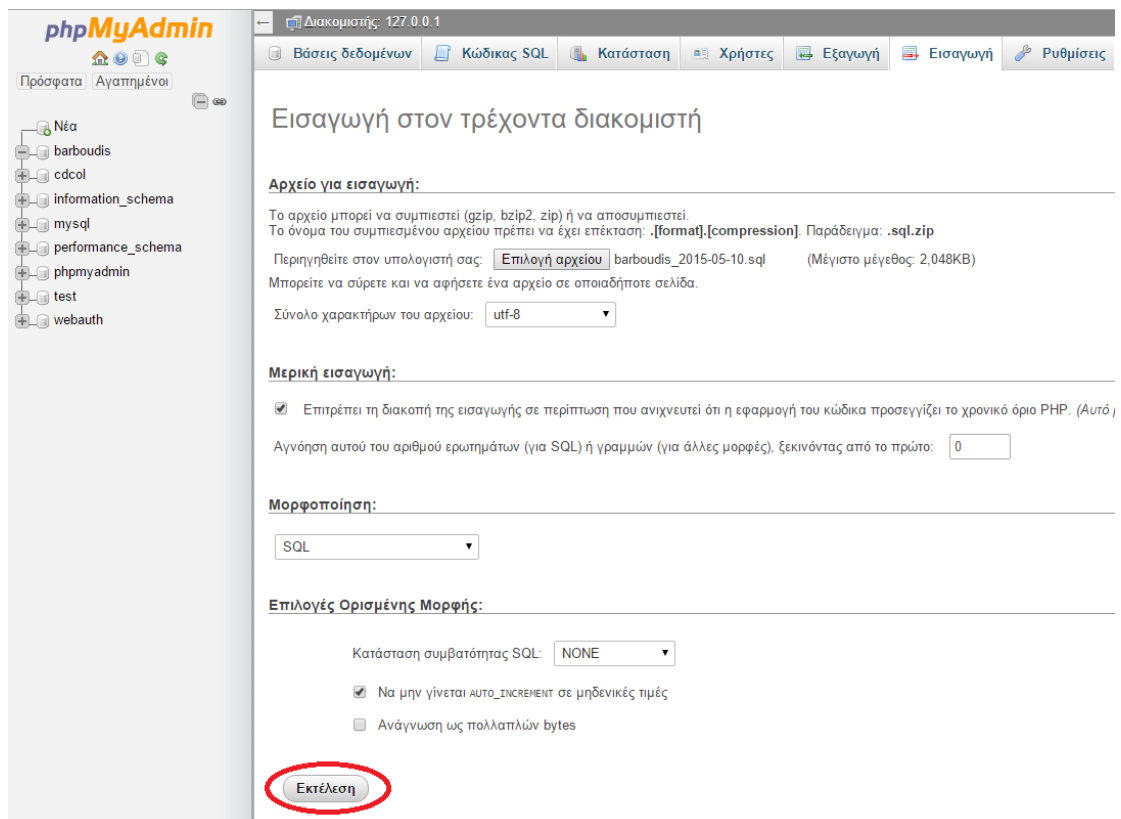 phpMyAdmin
Πρόσφατα Αγαπημένοι
Νέα
barboudis
cdcol
information_schema
mysql
performance_schema
phpmyadmin
test
webauth
Διακομιστής: 127.0.0.1
Βάσεις δεδομένων Κώδικας SQL Κατάσταση Χρήστες Εξαγωγή Εισαγωγή Ρυθμίσεις
Εισαγωγή στον τρέχοντα διακομιστή
Αρχείο για εισαγωγή:
Το αρχείο μπορεί να συμπιεστεί (gzip, bzip2, zip) ή να αποσυμπιεστεί.
Το όνομα του συμπιεσμένου αρχείου πρέπει να έχει επέκταση: .[format].[compression]. Παράδειγμα: .sql.zip
Περιηγηθείτε στον υπολογιστή σας: Επιλογή αρχείου barboudis_2015-05-10.sql (Μέγιστο μέγεθος: 2,048KB)
Μπορείτε να σύρετε και να αφήσετε ένα αρχείο σε οποιαδήποτε σελίδα.
Σύνολο χαρακτήρων του αρχείου: utf-8
Μερική εισαγωγή:
Επιτρέπει τη διακοπή της εισαγωγής σε περίπτωση που ανιχνευτεί ότι η εφαρμογή του κώδικα προσεγγίζει το χρονικό όριο PHP. (Αυτό
Αγνόηση αυτού του αριθμού ερωτημάτων (για SQL) ή γραμμών (για άλλες μορφές), ξεκινόντας από το πρώτο: 0
Μορφοποίηση:
SQL
Επιλογές Ορισμένης Μορφής:
Κατάσταση συμβατότητας SQL: NONE
Να μην γίνεται AUTO_INCREMENT σε μηδενικές τιμές
Ανάγνωση ως πολλαπλών bytes
Εκτέλεση